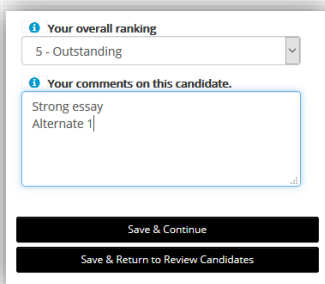 Your overall ranking
5 - Outstanding
Your comments on this candidate.
Strong essay
Alternate 1
Save & Continue
Save & Return to Review Candidates